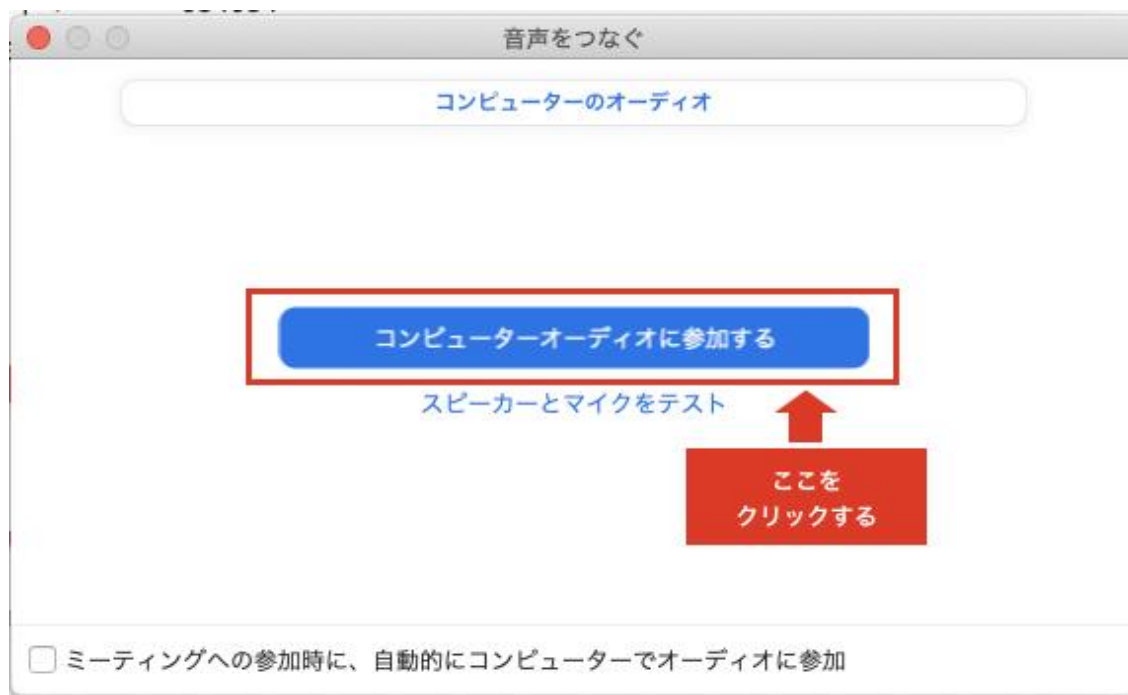 音声をつなぐ
コンピューターのオーディオ
コンピューターオーディオに参加する
スピーカーとマイクをテスト
ここを
クリックする
ミーティングへの参加時に、自動的にコンピューターでオーディオに参加